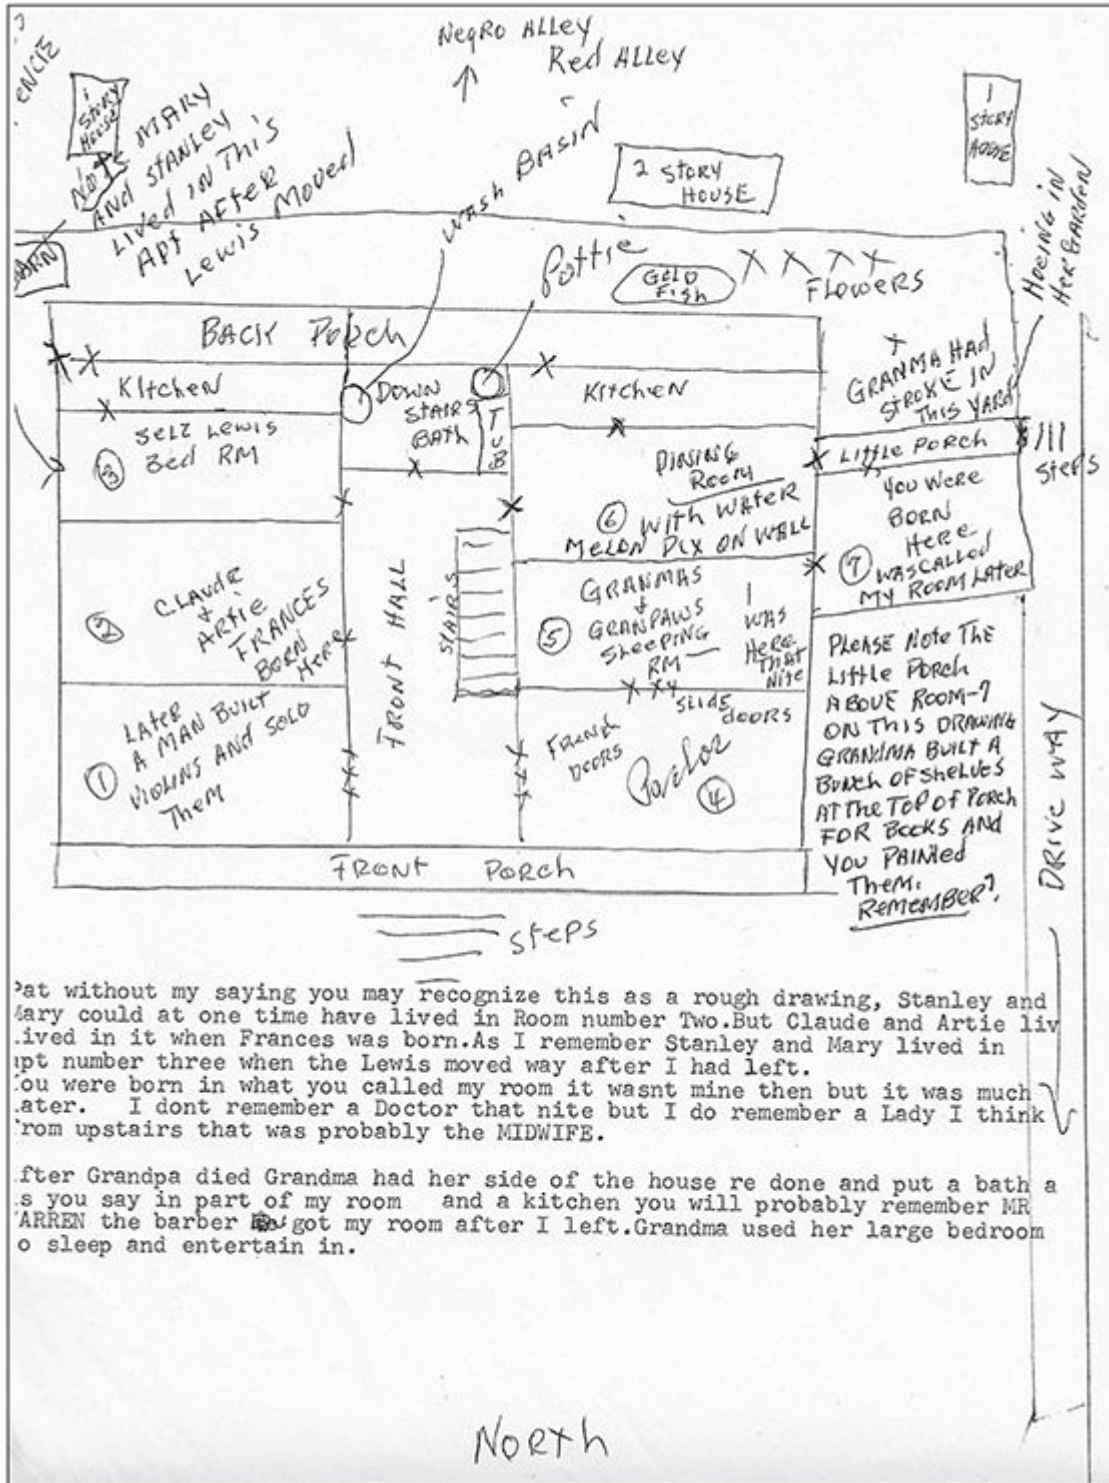 ENCIE
Negro Alley
Red Alley
1
STORY
HOUSE
NOTE MARY
AND STANLEY
LIVED IN THIS
APT AFTER
LEWIS MOVED
WASH BASIN
2 STORY
HOUSE
1
STORY
HOEING IN
HER GARDEN
BARN
Pottie
GOLD
FISH
X X X X
FLOWERS
BACK PORCH
Kitchen
DOWN
STAIRS
BATH
TUB
Kitchen
GRANMA HAD
STROKE IN
THIS YARD
Little PORCH
Steps
3
SELZ LEWIS
Bed RM
DINING
ROOM
6 WITH WATER
MELON PIX ON WALL
7
YOU WERE
BORN
HERE
WAS CALLED
MY ROOM LATER
2
CLAUDE
+
ARTIE
FRANCES
BORN
HERE
FRONT HALL
STAIRS
5
GRANMAS
+
GRANPAWS
Sleeping
RM
I
WAS
HERE
THAT
Nite
SLIDE
DOORS
1
LATER
A MAN BUILT
VIOLINS AND SOLD
THEM
FRENCH
DOORS
Parlor
4
PLEASE NOTE THE
LITTLE PORCH
ABOVE ROOM-7
ON THIS DRAWING
GRANDMA BUILT A
BUNCH OF SHELVES
AT THE TOP OF PORCH
FOR BOOKS AND
YOU PAINTED
THEM.
REMEMBER?
DRIVE WAY
FRONT PORCH
steps
Pat without my saying you may recognize this as a rough drawing, Stanley and
Mary could at one time have lived in Room number Two.But Claude and Artie liv
lived in it when Frances was born.As I remember Stanley and Mary lived in
apt number three when the Lewis moved way after I had left.
You were born in what you called my room it wasnt mine then but it was much
later. I dont remember a Doctor that nite but I do remember a Lady I think
from upstairs that was probably the MIDWIFE.
After Grandpa died Grandma had her side of the house re done and put a bath a
as you say in part of my room and a kitchen you will probably remember MR
WARREN the barber got my room after I left.Grandma used her large bedroom
to sleep and entertain in.
NORTH